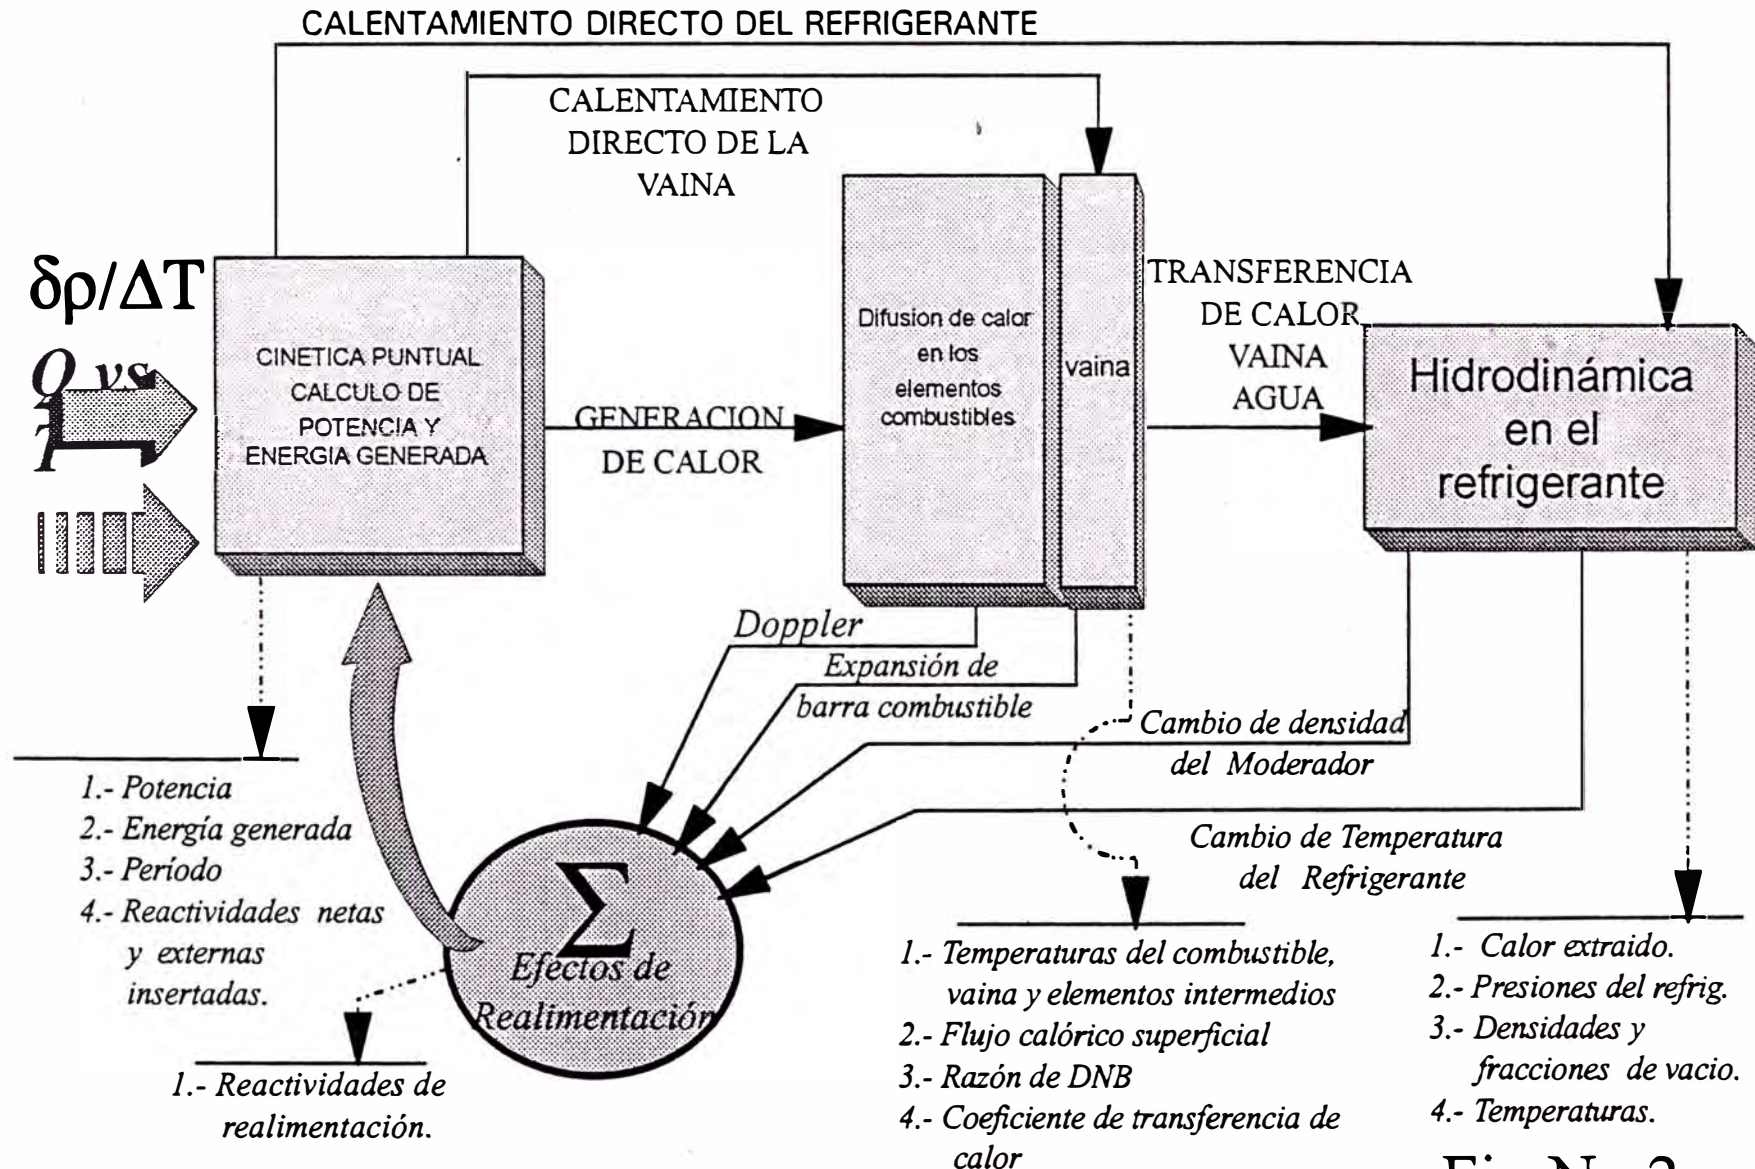 CALENTAMIENTO DIRECTO DEL REFRIGERANTE
CALENTAMIENTO
DIRECTO DE LA
VAINA
δρ/ΔT
Q vs
T
CINETICA PUNTUAL
CALCULO DE
POTENCIA Y
ENERGIA GENERADA
GENERACION
DE CALOR
Difusion de calor
en los
elementos
combustibles
vaina
TRANSFERENCIA
DE CALOR
VAINA
AGUA
Hidrodinámica
en el
refrigerante
Doppler
Expansión de
barra combustible
Cambio de densidad
del Moderador
Cambio de Temperatura
del Refrigerante
1.- Potencia
2.- Energía generada
3.- Período
4.- Reactividades netas
y externas
insertadas.
Σ
Efectos de
Realimentación
1.- Reactividades de
realimentación.
1.- Temperaturas del combustible,
vaina y elementos intermedios
2.- Flujo calórico superficial
3.- Razón de DNB
4.- Coeficiente de transferencia de
calor
1.- Calor extraido.
2.- Presiones del refrig.
3.- Densidades y
fracciones de vacio.
4.- Temperaturas.